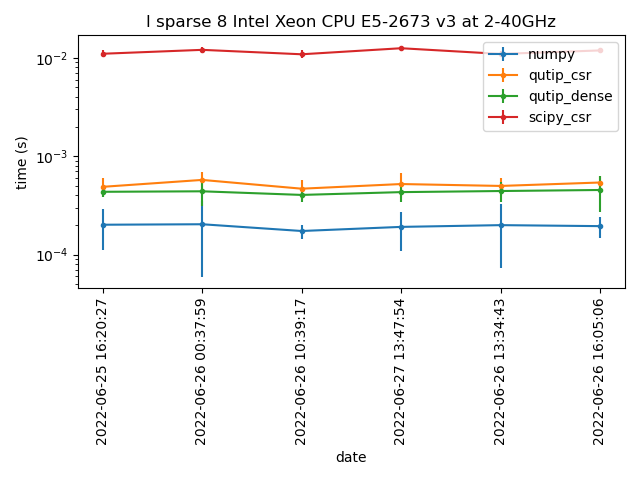 l sparse 8 Intel Xeon CPU E5-2673 v3 at 2-40GHz
time (s)
10⁻²
10⁻³
10⁻⁴
numpy
qutip_csr
qutip_dense
scipy_csr
2022-06-25 16:20:27
2022-06-26 00:37:59
2022-06-26 10:39:17
2022-06-27 13:47:54
2022-06-26 13:34:43
2022-06-26 16:05:06
date